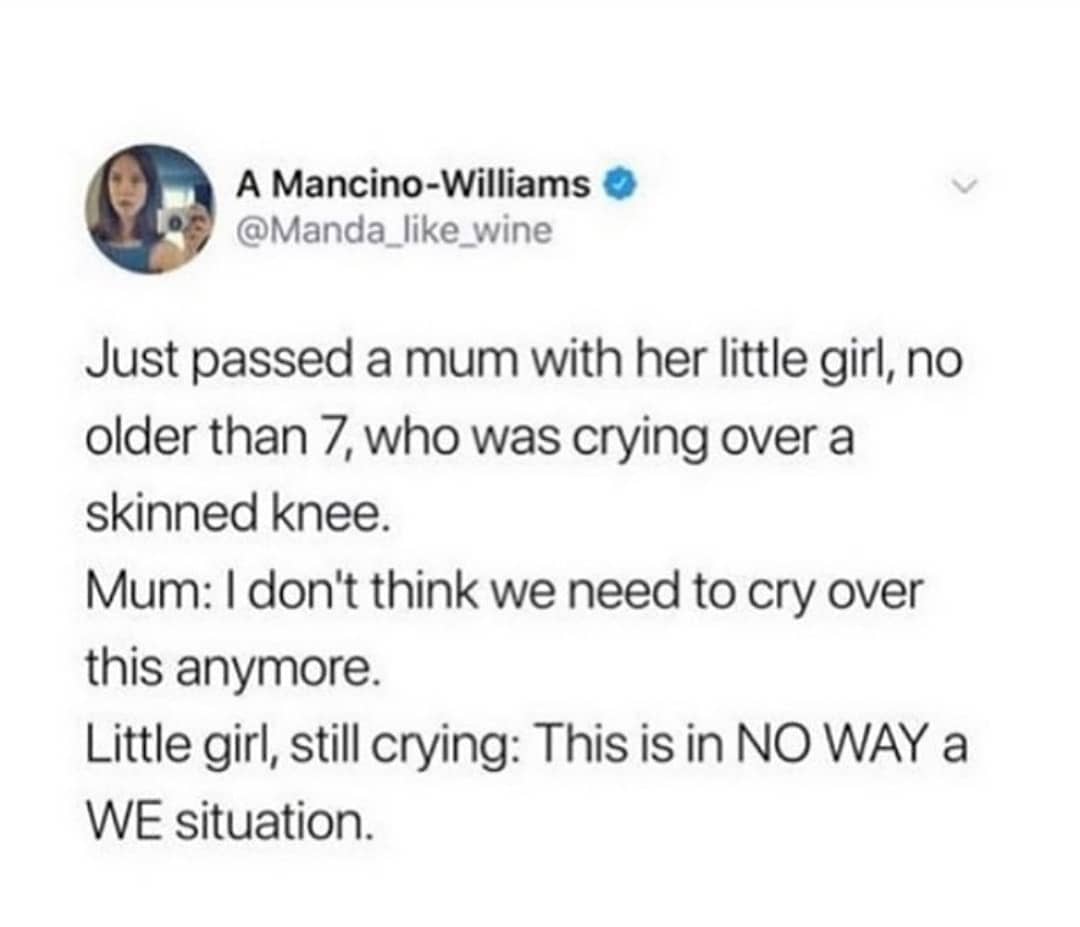 A Mancino-Williams
@Manda_like_wine
Just passed a mum with her little girl, no
older than 7, who was crying over a
skinned knee.
Mum: I don't think we need to cry over
this anymore.
Little girl, still crying: This is in NO WAY a
WE situation.